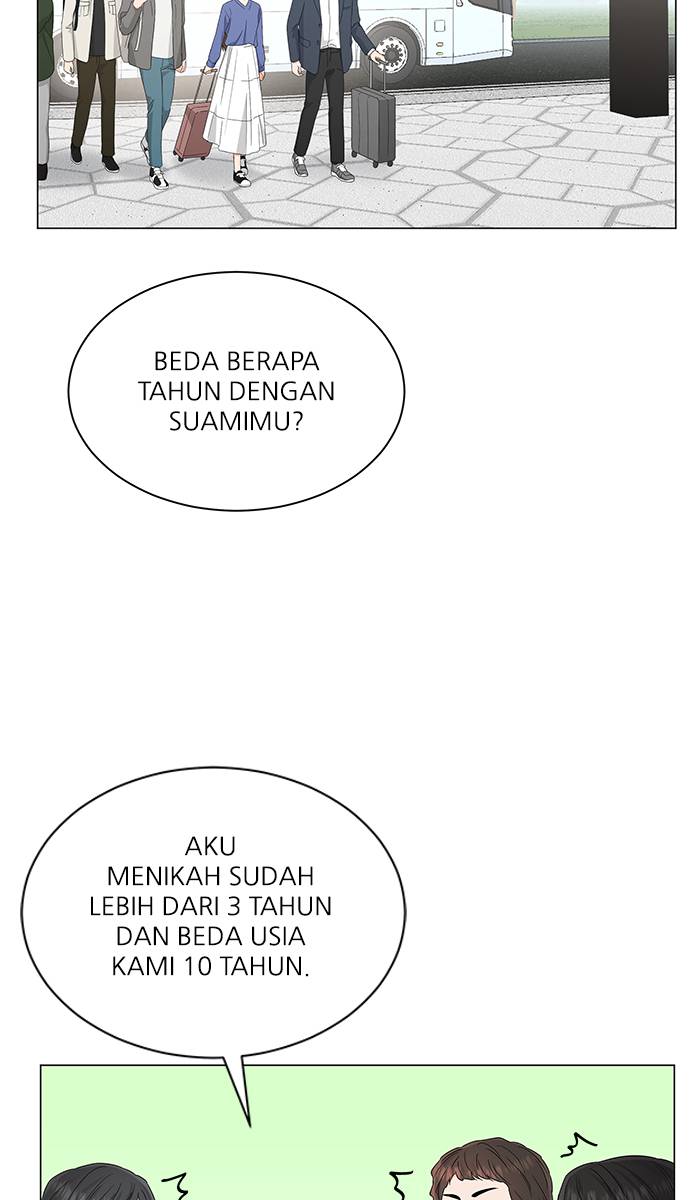 BEDA BERAPA
TAHUN DENGAN
SUAMIMU?
AKU
MENIKAH SUDAH
LEBIH DARI 3 TAHUN
DAN BEDA USIA
KAMI 10 TAHUN.